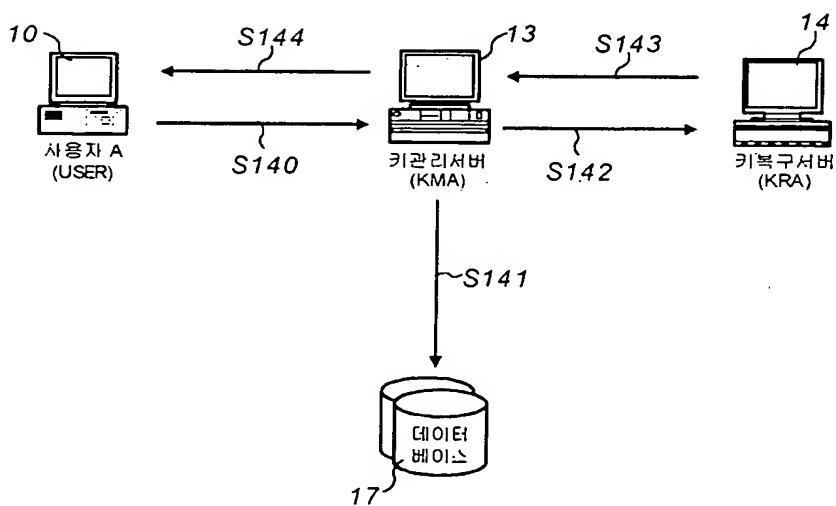 10
S144
13
S143
14
사용자 A
(USER)
S140
키관리서버
(KMA)
S142
키복구서버
(KRA)
S141
데이터
베이스
17